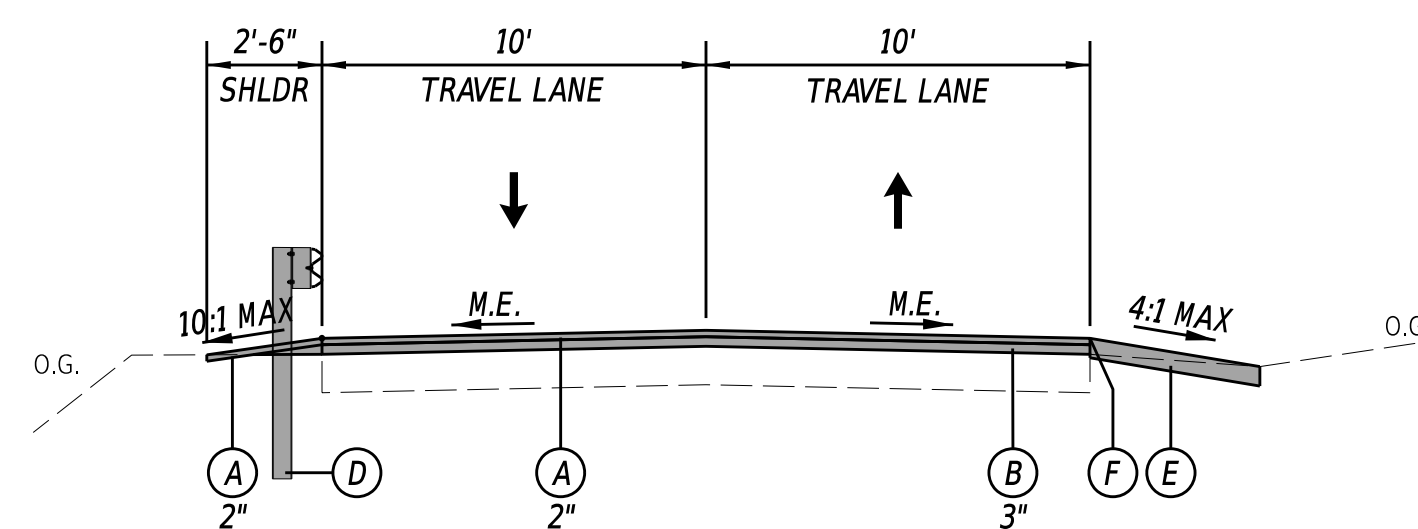 2'-6" 10' 10'
SHLDR TRAVEL LANE TRAVEL LANE
10:1 MAX M.E. M.E. 4:1 MAX
O.G. O.G
A D A B F E
2" 2" 3"